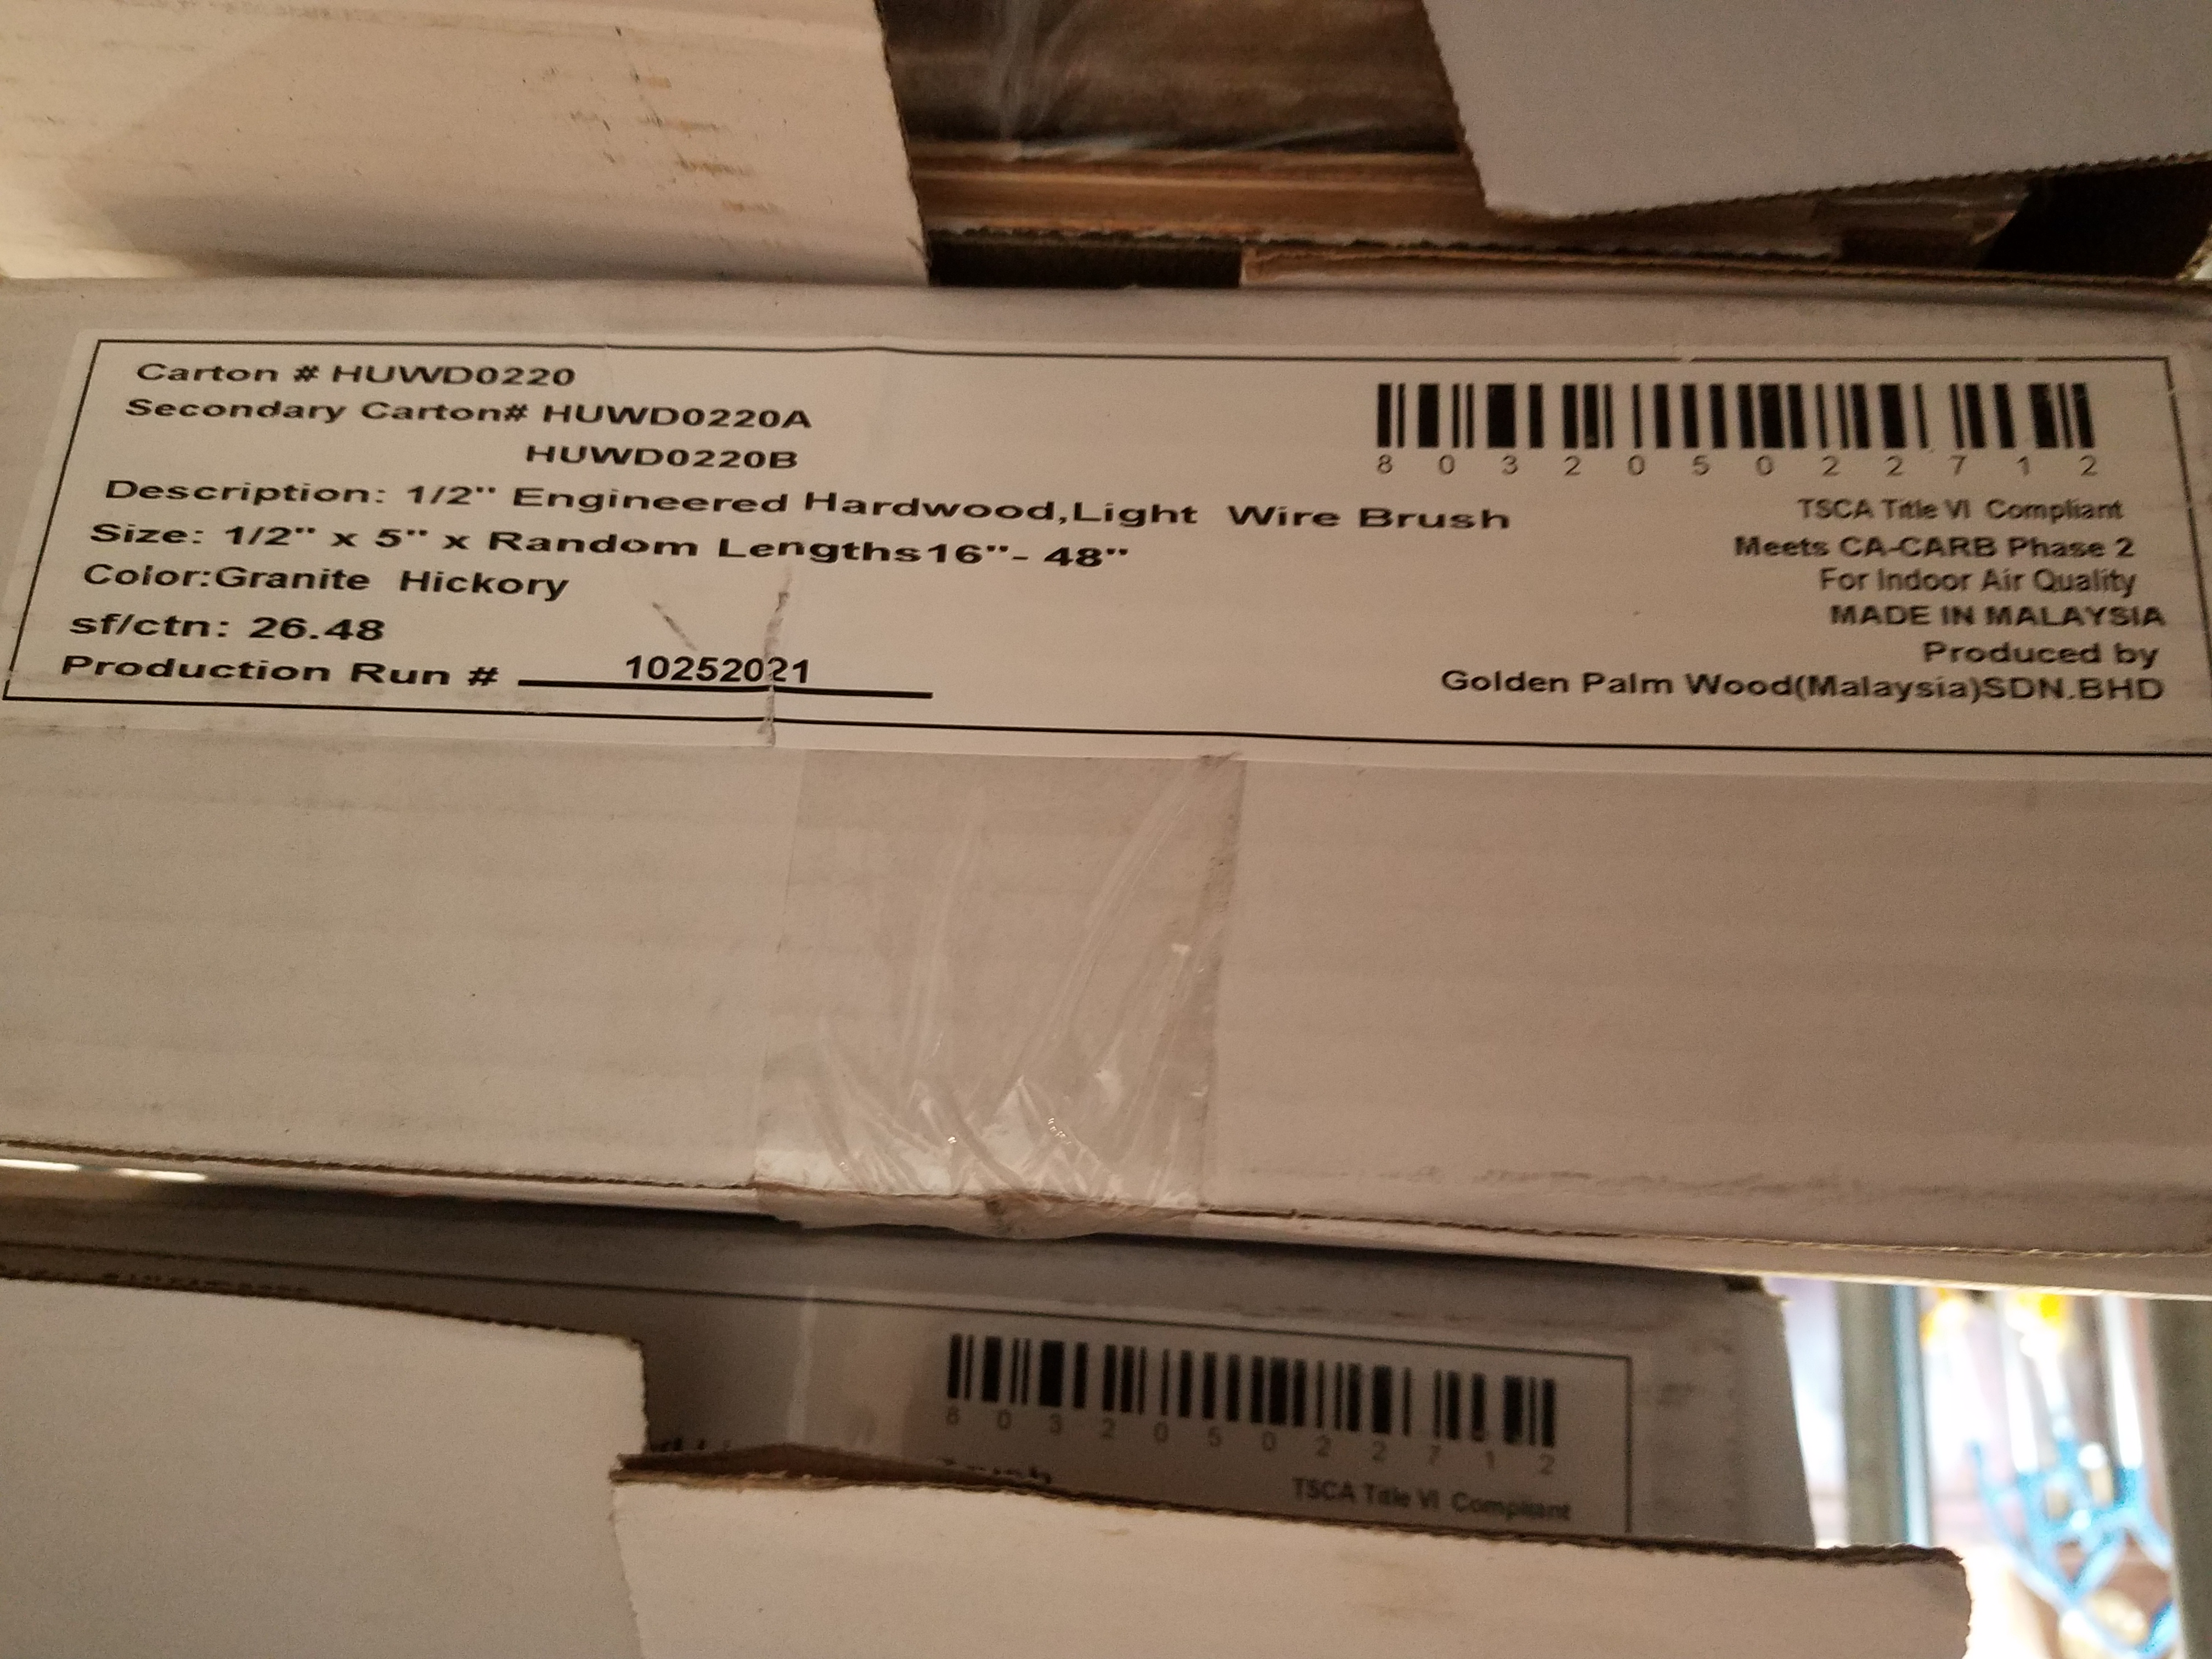 Carton # HUWD0220
Secondary Carton# HUWD0220A
HUWD0220B
Description: 1/2" Engineered Hardwood,Light Wire Brush
Size: 1/2" x 5" x Random Lengths16"- 48"
Color:Granite Hickory
sf/ctn: 26.48
Production Run # 10252021
8 0 3 2 0 5 0 2 2 7 1 2
TSCA Title VI Compliant
Meets CA-CARB Phase 2
For Indoor Air Quality
MADE IN MALAYSIA
Produced by
Golden Palm Wood(Malaysia)SDN.BHD
8 0 3 2 0 5 0 2 2 7 1 2
TSCA Title VI Compliant